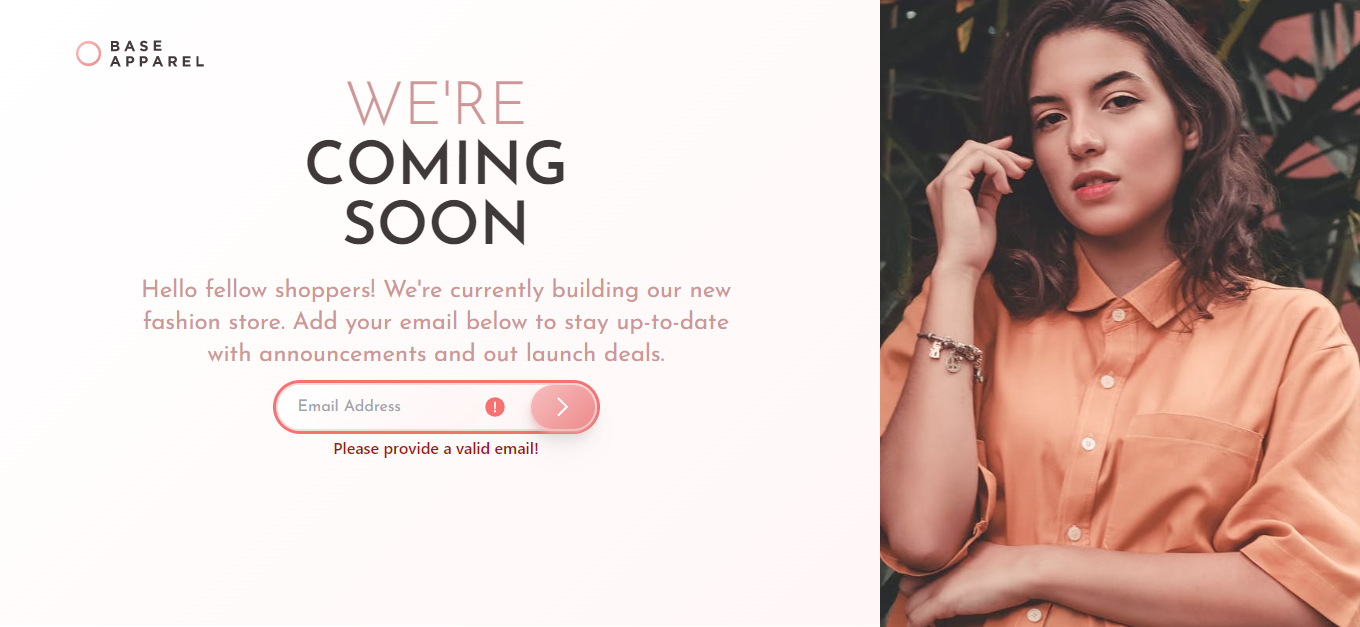 BASE
APPAREL
WE'RE
COMING
SOON
Hello fellow shoppers! We're currently building our new
fashion store. Add your email below to stay up-to-date
with announcements and out launch deals.
Email Address
!
Please provide a valid email!